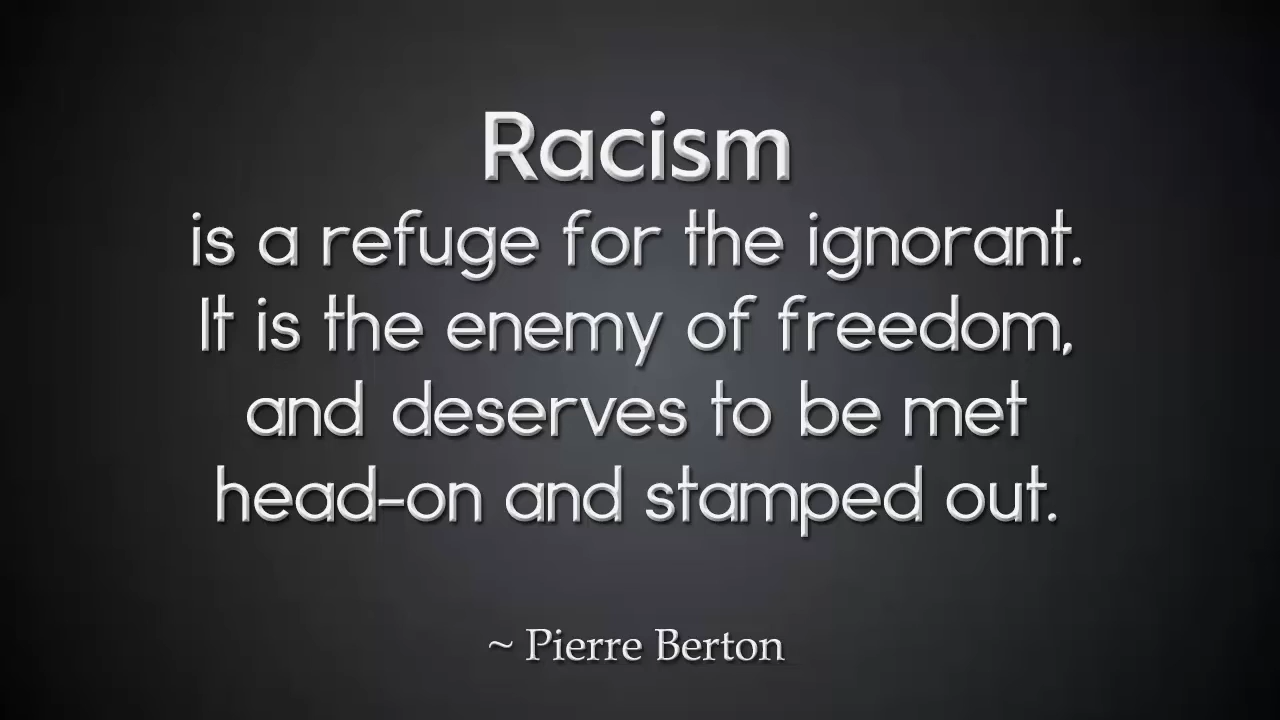 Racism
is a refuge for the ignorant.
It is the enemy of freedom,
and deserves to be met
head-on and stamped out.
~ Pierre Berton